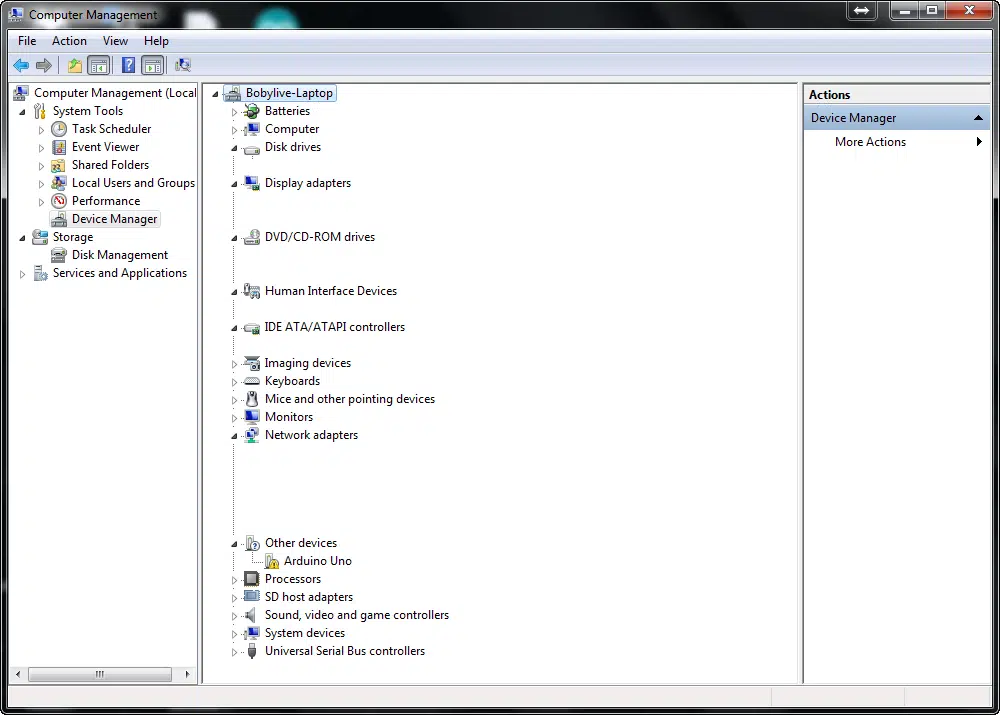 Computer Management
File Action View Help
Computer Management (Local
System Tools
Task Scheduler
Event Viewer
Shared Folders
Local Users and Groups
Performance
Device Manager
Storage
Disk Management
Services and Applications
Bobylive-Laptop
Batteries
Computer
Disk drives
Display adapters
DVD/CD-ROM drives
Human Interface Devices
IDE ATA/ATAPI controllers
Imaging devices
Keyboards
Mice and other pointing devices
Monitors
Network adapters
Other devices
Arduino Uno
Processors
SD host adapters
Sound, video and game controllers
System devices
Universal Serial Bus controllers
Actions
Device Manager
More Actions